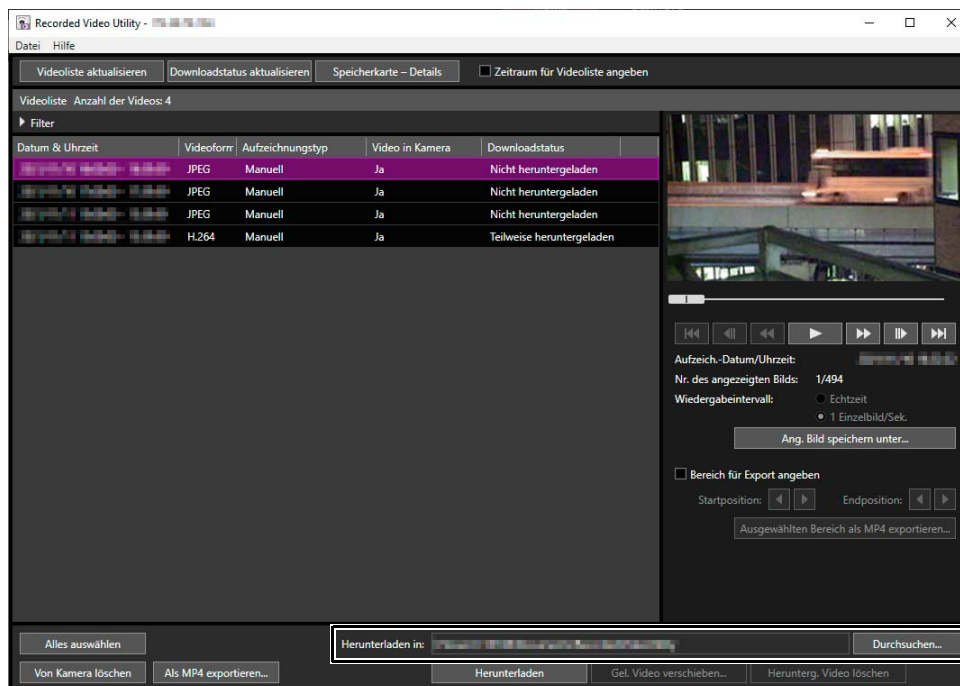 Recorded Video Utility -
Datei Hilfe
Videoliste aktualisieren Downloadstatus aktualisieren Speicherkarte – Details Zeitraum für Videoliste angeben
Videoliste Anzahl der Videos: 4
Filter
Datum & Uhrzeit Videoform Aufzeichnungstyp Video in Kamera Downloadstatus
JPEG Manuell Ja Nicht heruntergeladen
JPEG Manuell Ja Nicht heruntergeladen
JPEG Manuell Ja Nicht heruntergeladen
H.264 Manuell Ja Teilweise heruntergeladen
Aufzeich.-Datum/Uhrzeit:
Nr. des angezeigten Bilds: 1/494
Wiedergabeintervall: Echtzeit
1 Einzelbild/Sek.
Ang. Bild speichern unter...
Bereich für Export angeben
Startposition: Endposition:
Ausgewählten Bereich als MP4 exportieren...
Alles auswählen Herunterladen in: Durchsuchen...
Von Kamera löschen Als MP4 exportieren... Herunterladen Gel. Video verschieben... Herunterg. Video löschen